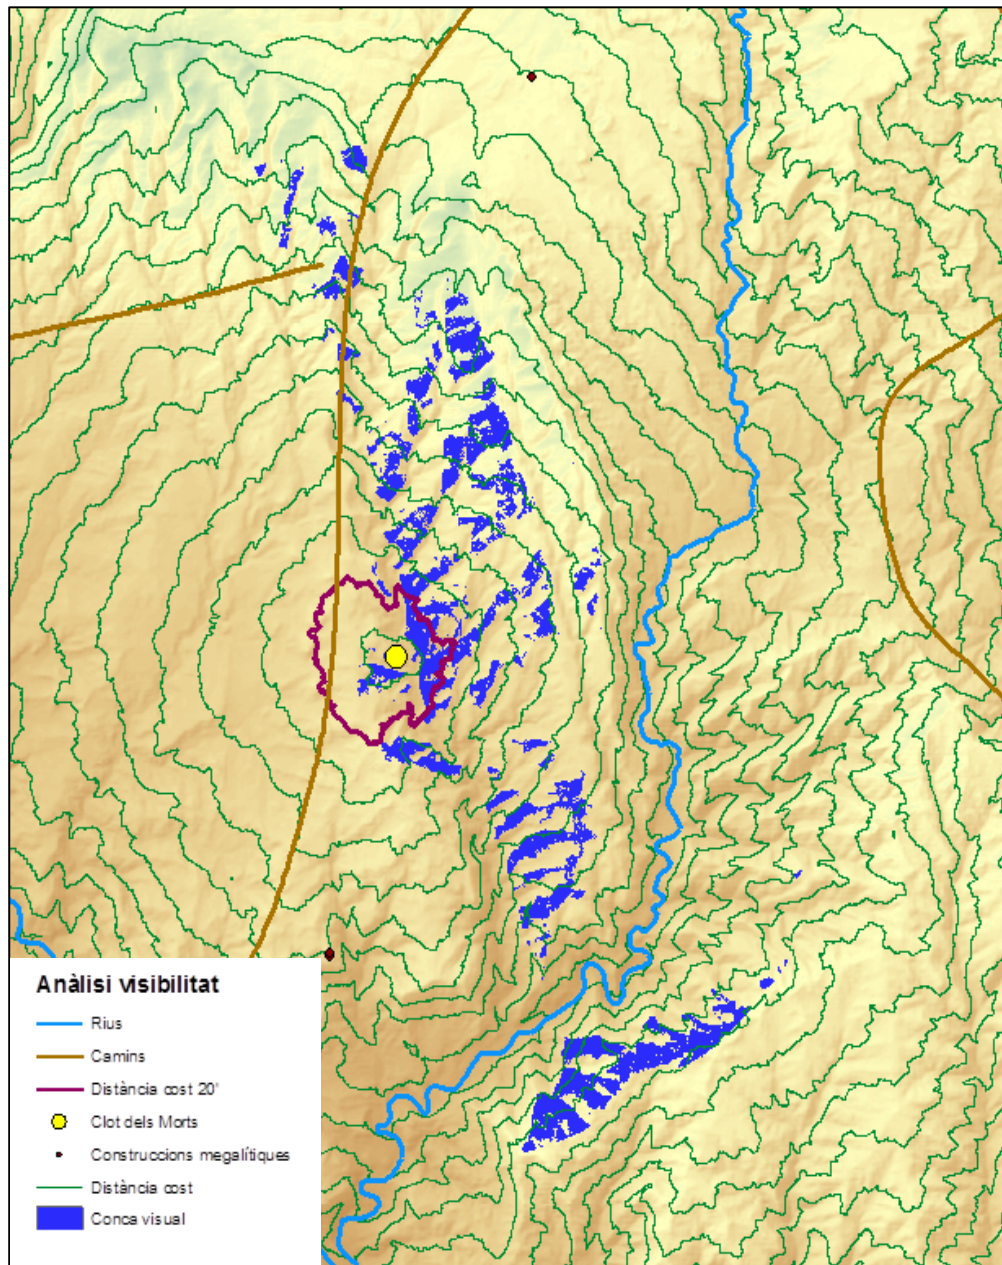 Anàlisi visibilitat
Rius
Camins
Distància cost 20'
Clot dels Morts
Construccions megalítiques
Distància cost
Conca visual